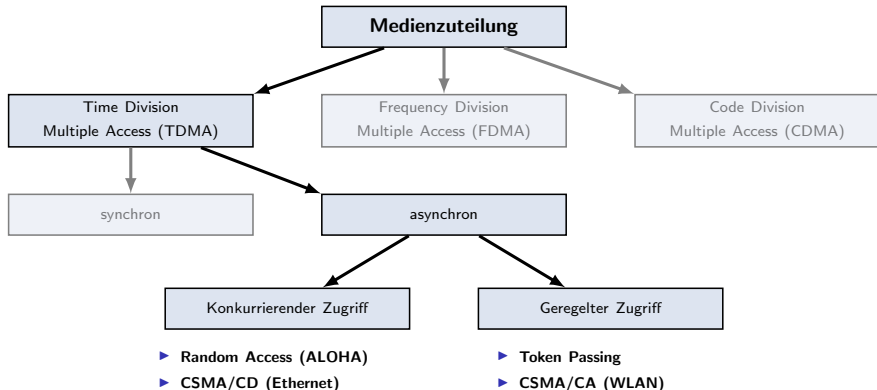 Medienzuteilung
Time Division
Multiple Access (TDMA)
Frequency Division
Multiple Access (FDMA)
Code Division
Multiple Access (CDMA)
synchron
asynchron
Konkurrierender Zugriff
Geregelter Zugriff
Random Access (ALOHA)
CSMA/CD (Ethernet)
Token Passing
CSMA/CA (WLAN)